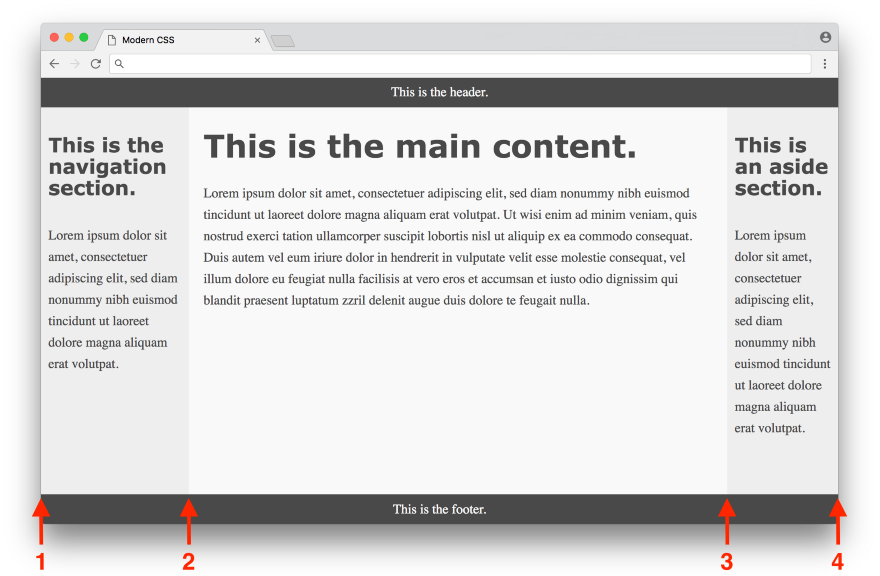 Modern CSS
This is the header.
This is the
navigation
section.
Lorem ipsum dolor sit
amet, consectetuer
adipiscing elit, sed diam
nonummy nibh euismod
tincidunt ut laoreet
dolore magna aliquam
erat volutpat.
This is the main content.
Lorem ipsum dolor sit amet, consectetuer adipiscing elit, sed diam nonummy nibh euismod
tincidunt ut laoreet dolore magna aliquam erat volutpat. Ut wisi enim ad minim veniam, quis
nostrud exerci tation ullamcorper suscipit lobortis nisl ut aliquip ex ea commodo consequat.
Duis autem vel eum iriure dolor in hendrerit in vulputate velit esse molestie consequat, vel
illum dolore eu feugiat nulla facilisis at vero eros et accumsan et iusto odio dignissim qui
blandit praesent luptatum zzril delenit augue duis dolore te feugait nulla.
This is
an aside
section.
Lorem ipsum
dolor sit amet,
consectetuer
adipiscing elit,
sed diam
nonummy nibh
euismod tincidunt
ut laoreet dolore
magna aliquam
erat volutpat.
This is the footer.
1 2 3 4